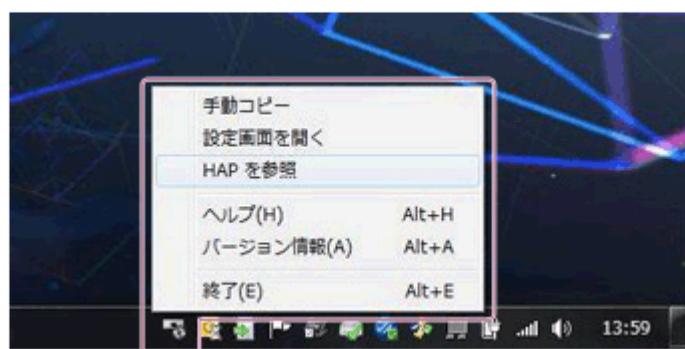 手動コピー
設定画面を開く
HAP を参照
ヘルプ(H) Alt+H
バージョン情報(A) Alt+A
終了(E) Alt+E
13:59